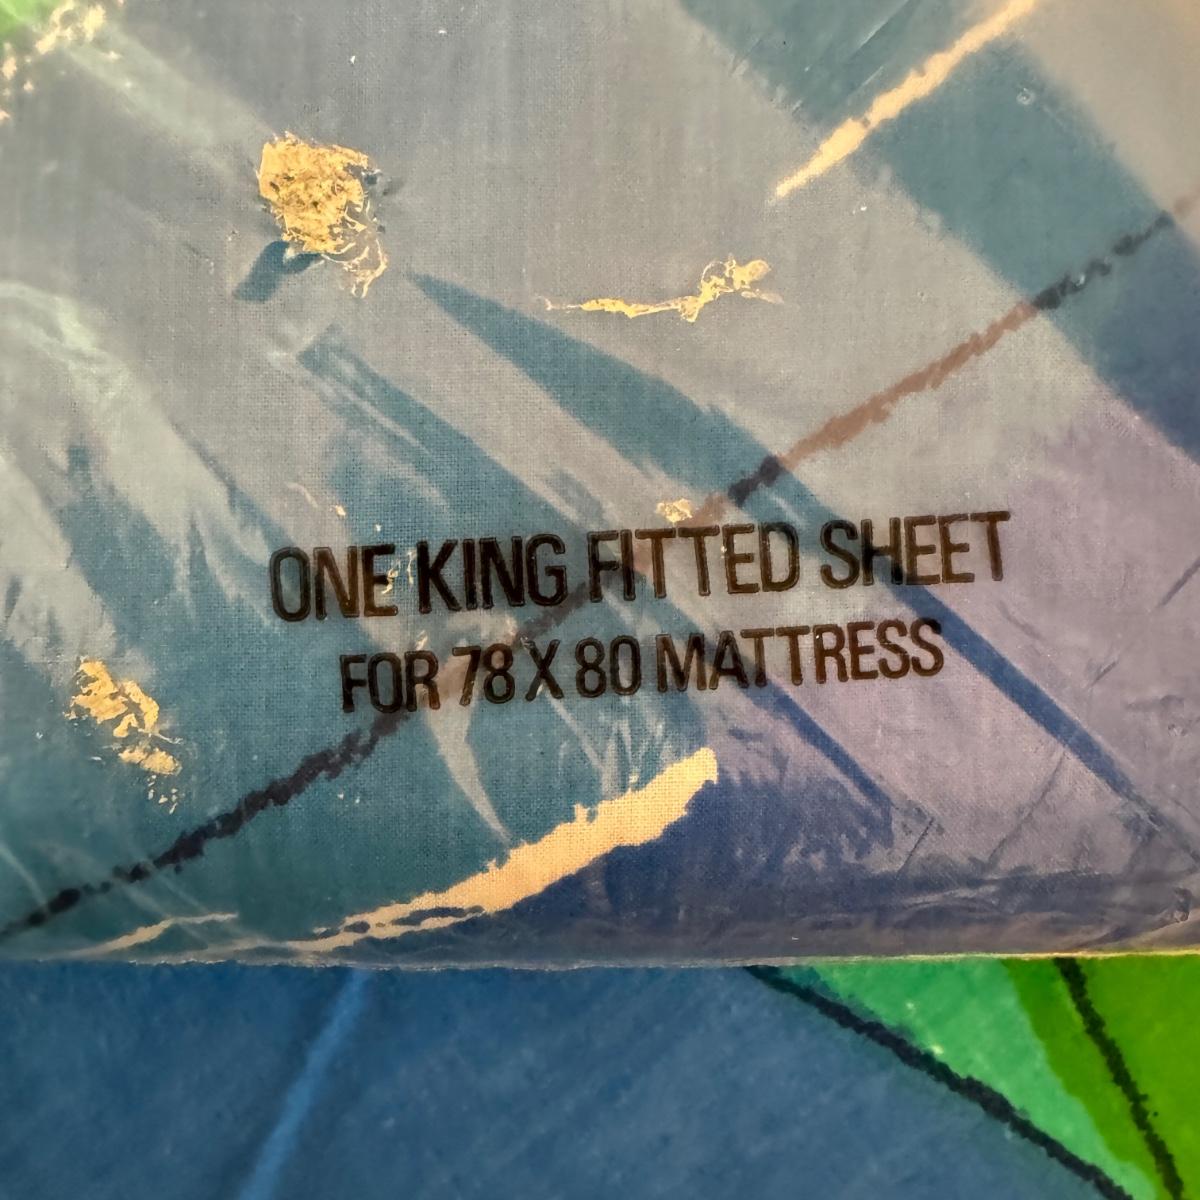 ONE KING FITTED SHEET
FOR 78 X 80 MATTRESS